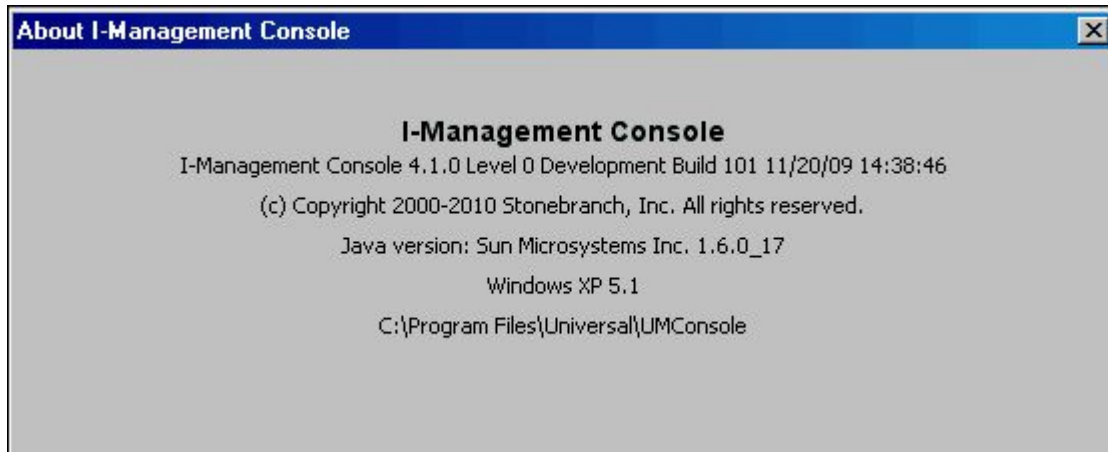 About I-Management Console
I-Management Console
I-Management Console 4.1.0 Level 0 Development Build 101 11/20/09 14:38:46
(c) Copyright 2000-2010 Stonebranch, Inc. All rights reserved.
Java version: Sun Microsystems Inc. 1.6.0_17
Windows XP 5.1
C:\Program Files\Universal\UMConsole